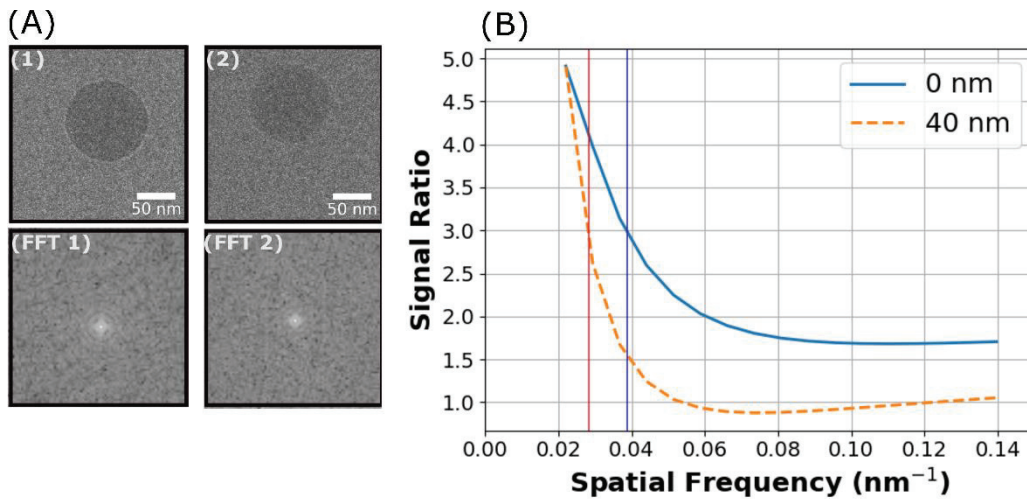 (A)
(1)
(2)
50 nm
50 nm
(FFT 1)
(FFT 2)
(B)
5.0
4.5
4.0
3.5
3.0
2.5
2.0
1.5
1.0
Signal Ratio
0 nm
40 nm
0.00 0.02 0.04 0.06 0.08 0.10 0.12 0.14
Spatial Frequency (nm⁻¹)